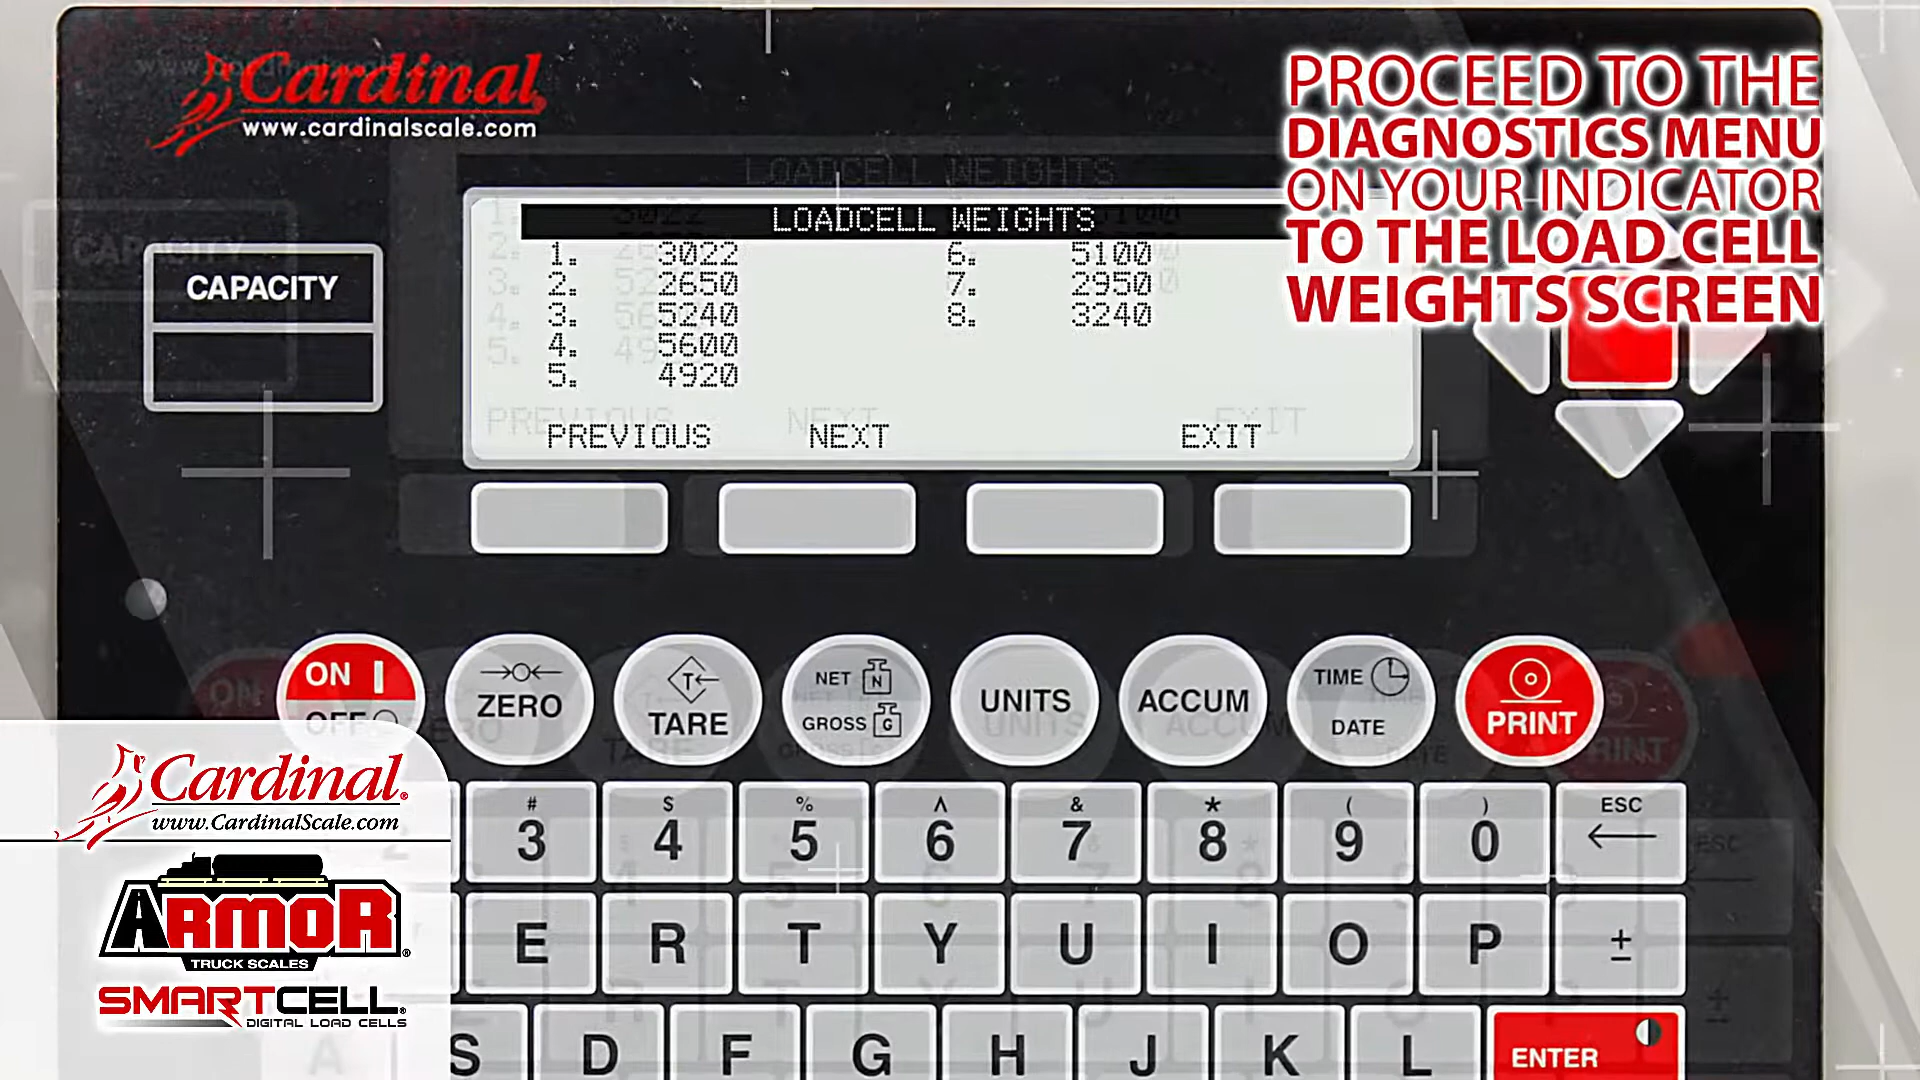 Cardinal
www.cardinalscale.com
PROCEED TO THE
DIAGNOSTICS MENU
ON YOUR INDICATOR
TO THE LOAD CELL
WEIGHTS SCREEN
LOADCELL WEIGHTS
1. 3022 6. 5100
2. 2650 7. 2950
3. 5240 8. 3240
4. 5600
5. 4920
PREVIOUS NEXT EXIT
CAPACITY
ON I
OFF
ZERO
T
TARE
NET N
GROSS G
UNITS
ACCUM
TIME
DATE
PRINT
# $ % ^ & * ( ) ESC
3 4 5 6 7 8 9 0
E R T Y U I O P ±
S D F G H J K L ENTER
Cardinal®
www.CardinalScale.com
ARMOR®
TRUCK SCALES
SMARTCELL®
DIGITAL LOAD CELLS